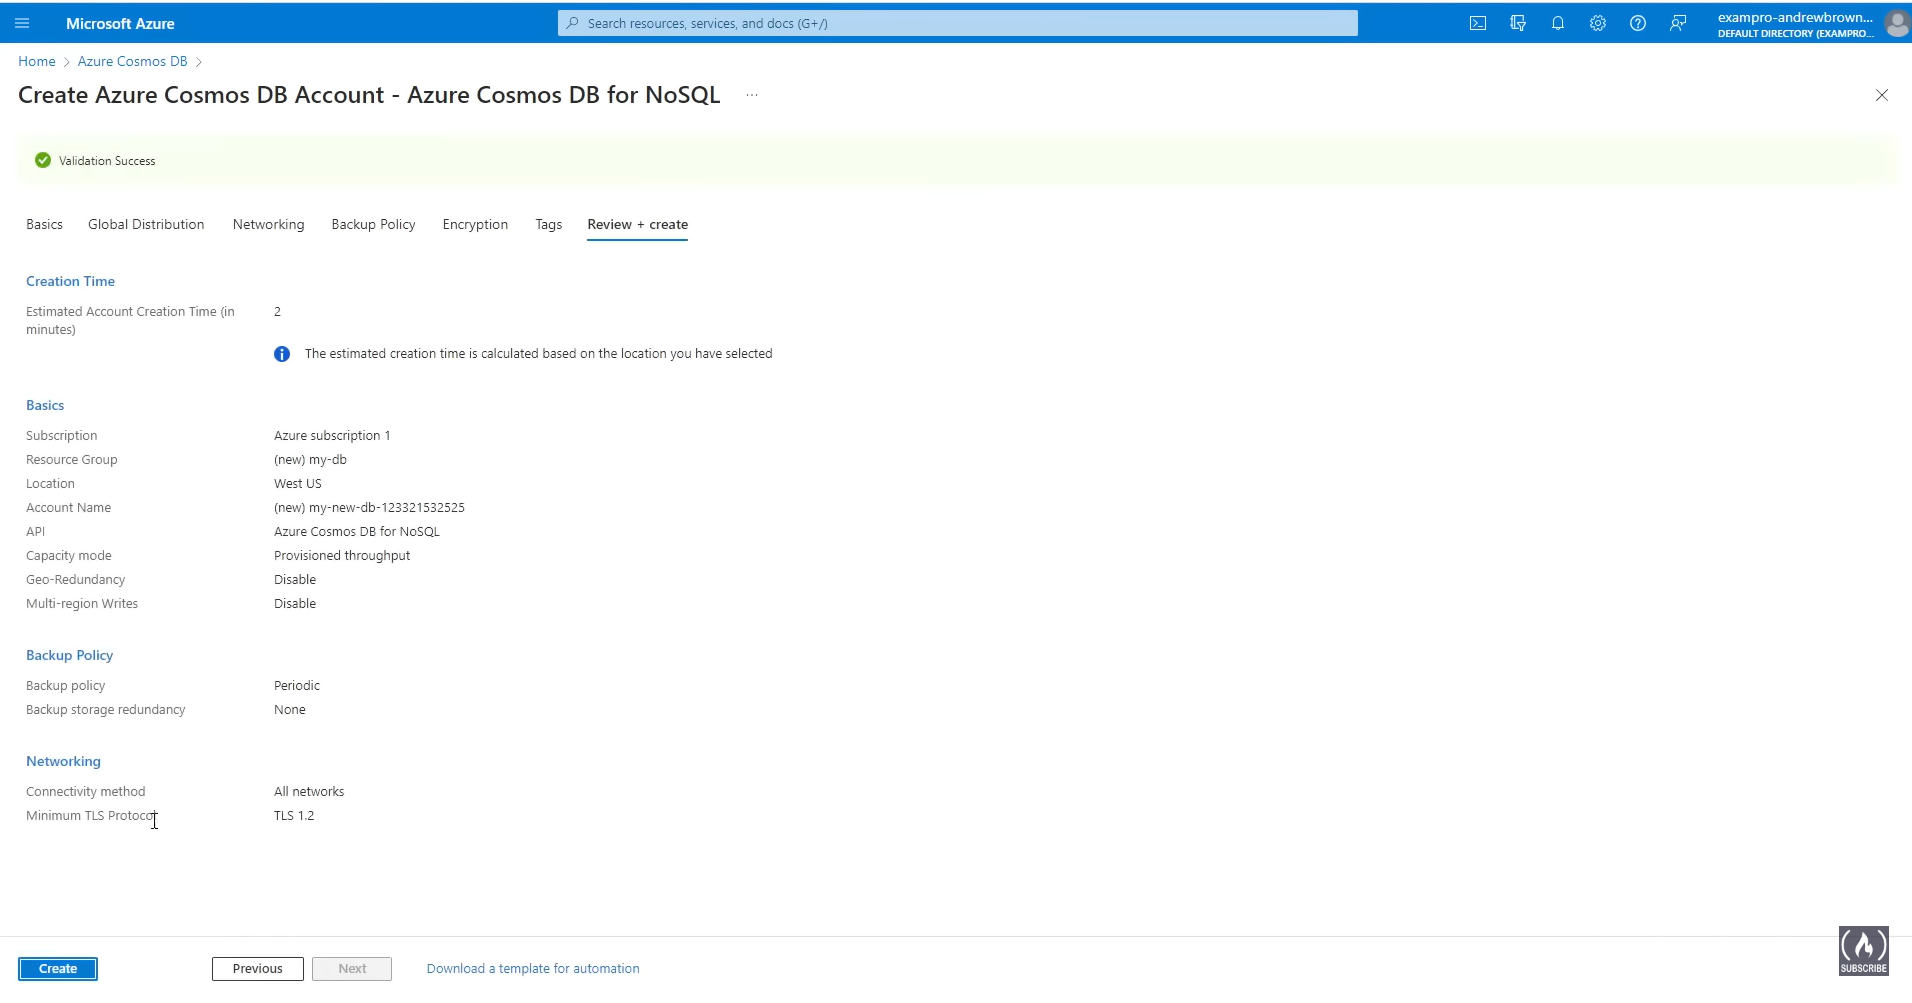 Microsoft Azure
Search resources, services, and docs (G+/)
exampro-andrewbrown...
DEFAULT DIRECTORY (EXAMPRO...
Home > Azure Cosmos DB >
Create Azure Cosmos DB Account - Azure Cosmos DB for NoSQL ...
Validation Success
Basics Global Distribution Networking Backup Policy Encryption Tags Review + create
Creation Time
Estimated Account Creation Time (in minutes) 2
The estimated creation time is calculated based on the location you have selected
Basics
Subscription Azure subscription 1
Resource Group (new) my-db
Location West US
Account Name (new) my-new-db-123321532525
API Azure Cosmos DB for NoSQL
Capacity mode Provisioned throughput
Geo-Redundancy Disable
Multi-region Writes Disable
Backup Policy
Backup policy Periodic
Backup storage redundancy None
Networking
Connectivity method All networks
Minimum TLS Protocol TLS 1.2
Create Previous Next Download a template for automation
SUBSCRIBE